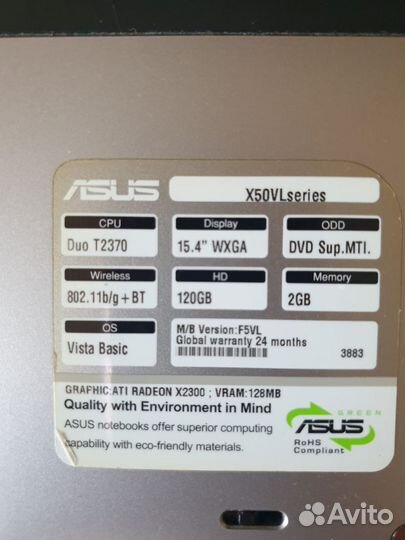 ASUS
X50VLseries
CPU
Duo T2370
Display
15.4" WXGA
ODD
DVD Sup.MTI.
Wireless
802.11b/g+BT
HD
120GB
Memory
2GB
OS
Vista Basic
M/B Version:F5VL
Global warranty 24 months
3883
GRAPHIC:ATI RADEON X2300 ; VRAM:128MB
Quality with Environment in Mind
ASUS notebooks offer superior computing
capability with eco-friendly materials.
GREEN
ASUS
RoHS
Compliant
Avito